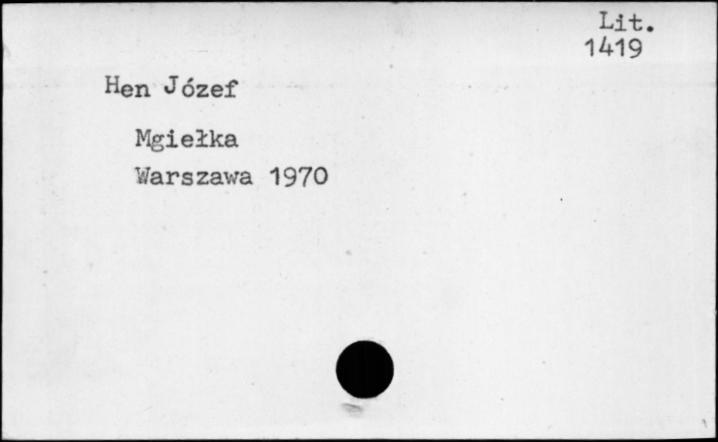 Lit.
1419
Hen Józef
Mgiełka
Warszawa 1970